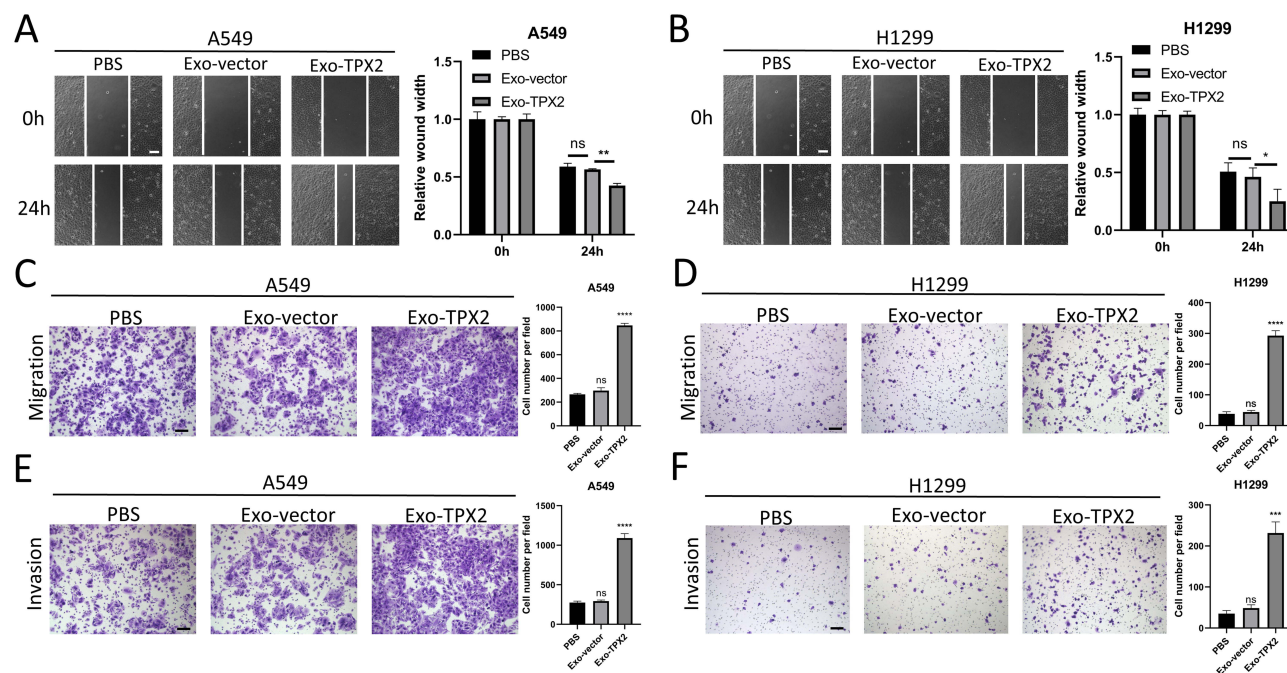 A
A549
PBS
Exo-vector
Exo-TPX2
0h
24h
A549
PBS
Exo-vector
Exo-TPX2
Relative wound width
1.5
1.0
0.5
0.0
ns
**
0h
24h
B
H1299
PBS
Exo-vector
Exo-TPX2
0h
24h
H1299
PBS
Exo-vector
Exo-TPX2
Relative wound width
1.5
1.0
0.5
0.0
ns
*
0h
24h
C
A549
PBS
Exo-vector
Exo-TPX2
Migration
A549
Cell number per field
1000
800
600
400
200
0
ns
****
PBS
Exo-vector
Exo-TPX2
D
H1299
PBS
Exo-vector
Exo-TPX2
Migration
H1299
Cell number per field
400
300
200
100
0
ns
****
PBS
Exo-vector
Exo-TPX2
E
A549
PBS
Exo-vector
Exo-TPX2
Invasion
A549
Cell number per field
1500
1000
500
0
ns
****
PBS
Exo-vector
Exo-TPX2
F
H1299
PBS
Exo-vector
Exo-TPX2
Invasion
H1299
Cell number per field
300
200
100
0
ns
***
PBS
Exo-vector
Exo-TPX2